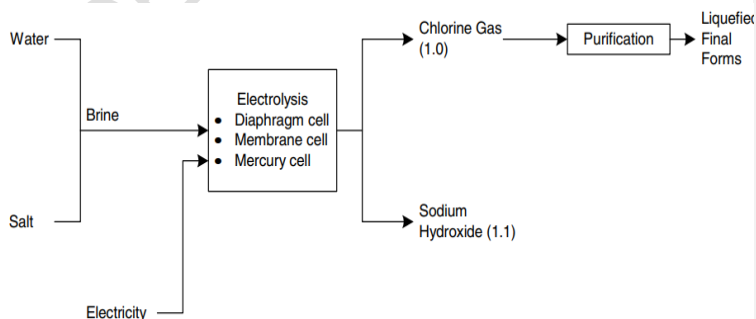 Water
Salt
Brine
Electricity
Electrolysis
• Diaphragm cell
• Membrane cell
• Mercury cell
Chlorine Gas
(1.0)
Purification
Liquefied
Final
Forms
Sodium
Hydroxide (1.1)